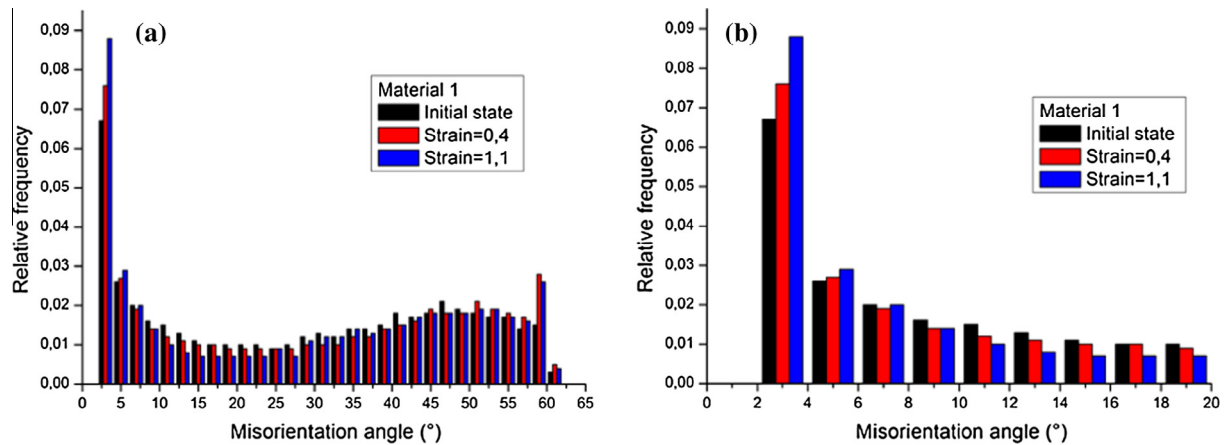 (a)
Relative frequency
0,09
0,08
0,07
0,06
0,05
0,04
0,03
0,02
0,01
0,00
Material 1
Initial state
Strain=0,4
Strain=1,1
0 5 10 15 20 25 30 35 40 45 50 55 60 65
Misorientation angle (°)
(b)
Relative frequency
0,09
0,08
0,07
0,06
0,05
0,04
0,03
0,02
0,01
0,00
Material 1
Initial state
Strain=0,4
Strain=1,1
0 2 4 6 8 10 12 14 16 18 20
Misorientation angle (°)